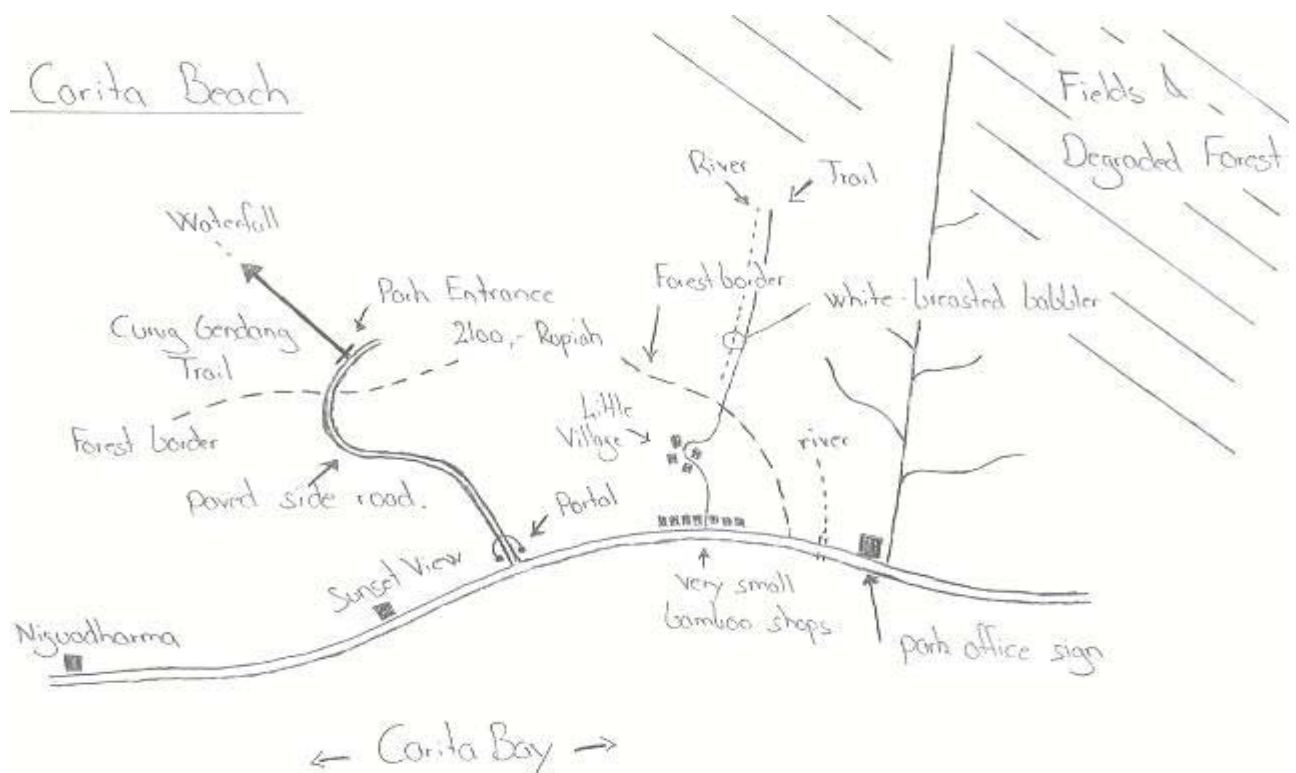 Carita Beach
Fields &
Degraded Forest
River
Trail
Waterfall
Park Entrance
2100,- Rupiah
Forest border
White-breasted babbler
Curug Gendang
Trail
Forest border
Little
Village
river
paved side road.
Portal
Sunset View
very small
bamboo shops
Niguadharma
park office sign
Carita Bay